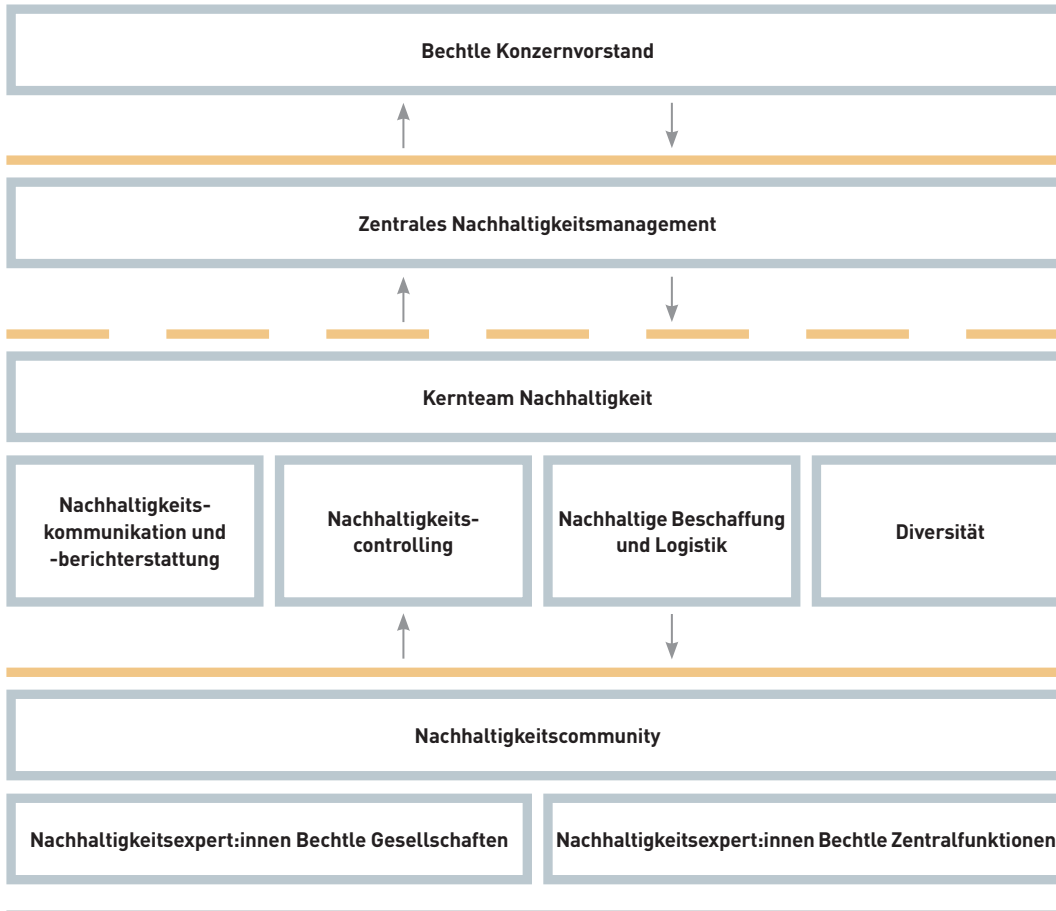 Bechtle Konzernvorstand
Zentrales Nachhaltigkeitsmanagement
Kernteam Nachhaltigkeit
Nachhaltigkeits-
kommunikation und
-berichterstattung
Nachhaltigkeits-
controlling
Nachhaltige Beschaffung
und Logistik
Diversität
Nachhaltigkeitscommunity
Nachhaltigkeitsexpert:innen Bechtle Gesellschaften
Nachhaltigkeitsexpert:innen Bechtle Zentralfunktionen